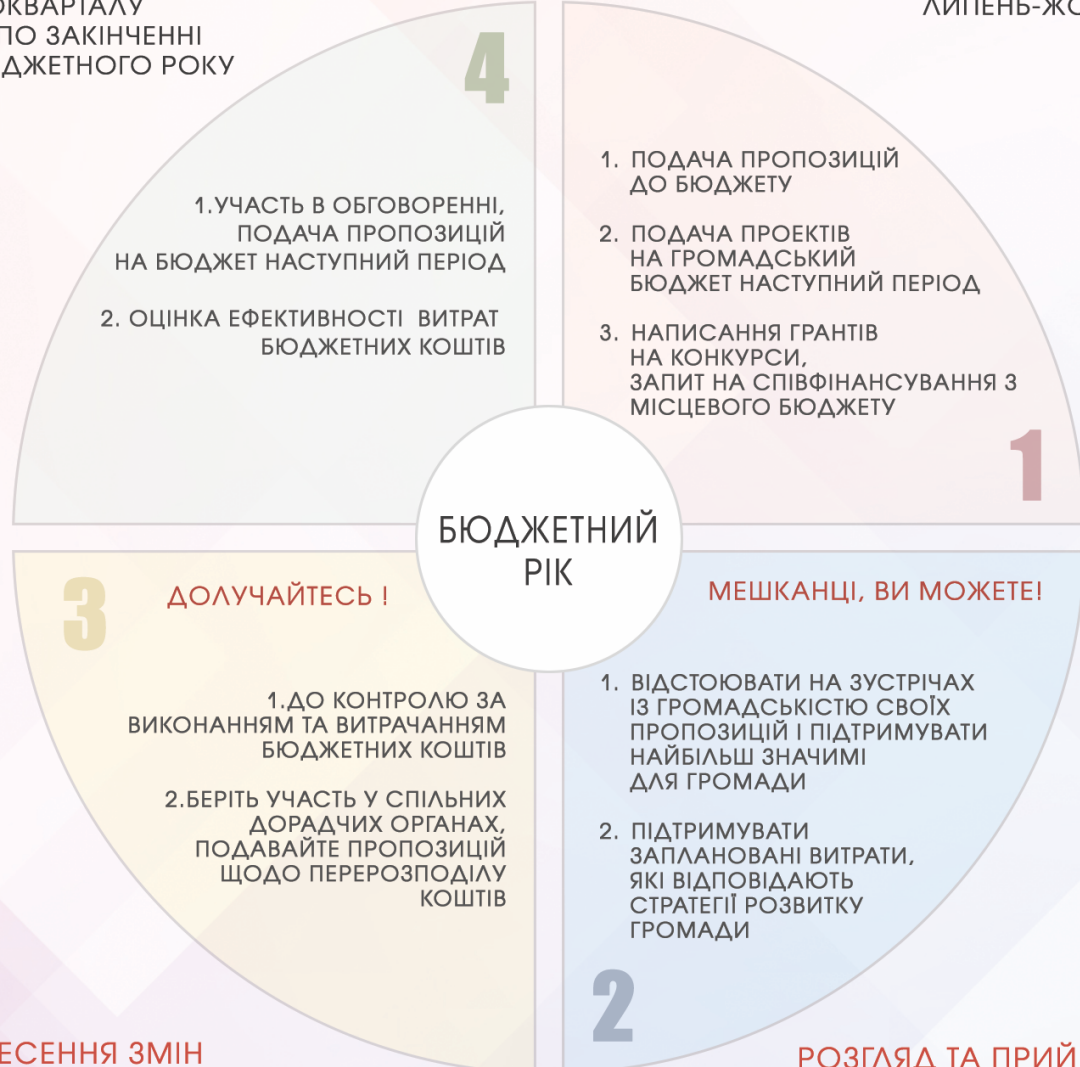 ПО ЗАКІНЧЕННІ
РОКУ
4
1.УЧАСТЬ В ОБГОВОРЕННІ,
ПОДАЧА ПРОПОЗИЦІЙ
НА БЮДЖЕТ НАСТУПНИЙ ПЕРІОД
2. ОЦІНКА ЕФЕКТИВНОСТІ ВИТРАТ
БЮДЖЕТНИХ КОШТІВ
1. ПОДАЧА ПРОПОЗИЦІЙ
ДО БЮДЖЕТУ
2. ПОДАЧА ПРОЕКТІВ
НА ГРОМАДСЬКИЙ
БЮДЖЕТ НАСТУПНИЙ ПЕРІОД
3. НАПИСАННЯ ГРАНТІВ
НА КОНКУРСИ,
ЗАПИТ НА СПІВФІНАНСУВАННЯ З
МІСЦЕВОГО БЮДЖЕТУ
1
БЮДЖЕТНИЙ
РІК
3
ДОЛУЧАЙТЕСЬ !
1.ДО КОНТРОЛЮ ЗА
ВИКОНАННЯМ ТА ВИТРАЧАННЯМ
БЮДЖЕТНИХ КОШТІВ
2.БЕРІТЬ УЧАСТЬ У СПІЛЬНИХ
ДОРАДЧИХ ОРГАНАХ,
ПОДАВАЙТЕ ПРОПОЗИЦІЙ
ЩОДО ПЕРЕРОЗПОДІЛУ
КОШТІВ
МЕШКАНЦІ, ВИ МОЖЕТЕ!
1. ВІДСТОЮВАТИ НА ЗУСТРІЧАХ
ІЗ ГРОМАДСЬКІСТЮ СВОЇХ
ПРОПОЗИЦІЙ І ПІДТРИМУВАТИ
НАЙБІЛЬШ ЗНАЧИМІ
ДЛЯ ГРОМАДИ
2. ПІДТРИМУВАТИ
ЗАПЛАНОВАНІ ВИТРАТИ,
ЯКІ ВІДПОВІДАЮТЬ
СТРАТЕГІЇ РОЗВИТКУ
ГРОМАДИ
2
ЗМІН
РОЗГЛЯД ТА